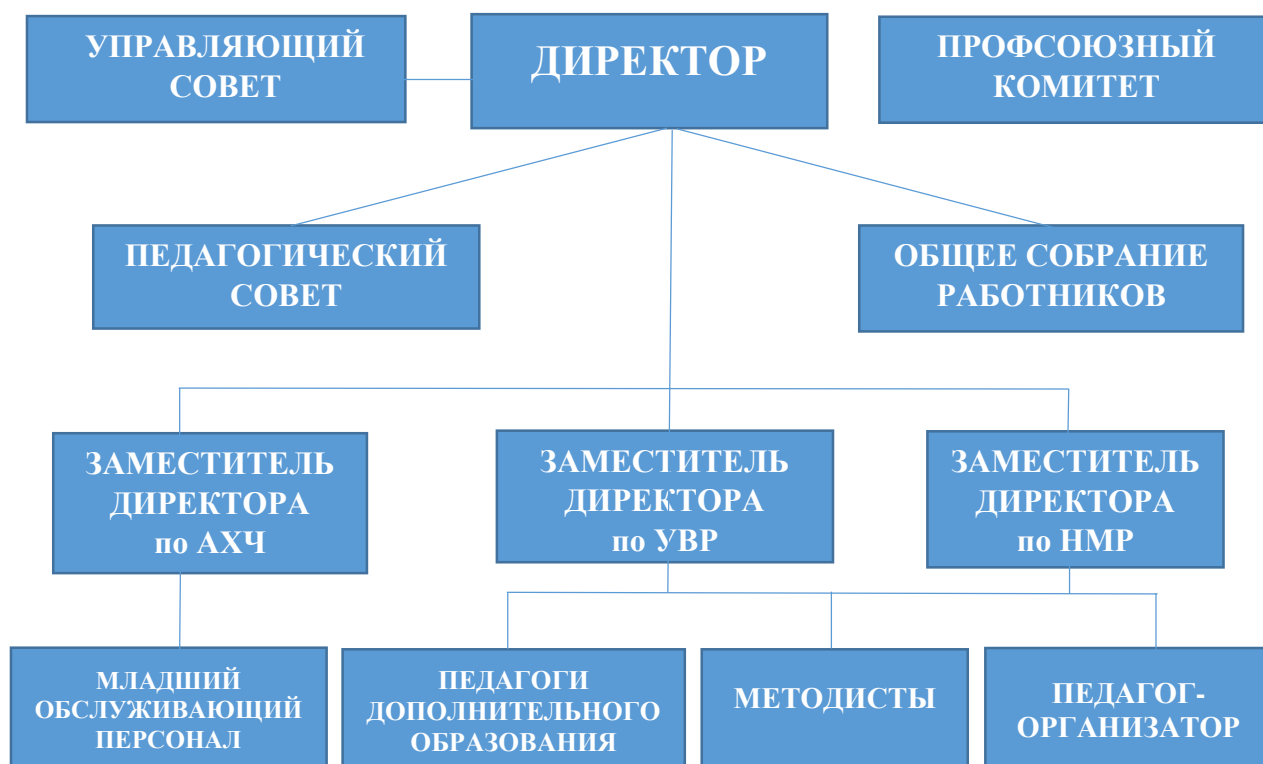 УПРАВЛЯЮЩИЙ
СОВЕТ
ДИРЕКТОР
ПРОФСОЮЗНЫЙ
КОМИТЕТ
ПЕДАГОГИЧЕСКИЙ
СОВЕТ
ОБЩЕЕ СОБРАНИЕ
РАБОТНИКОВ
ЗАМЕСТИТЕЛЬ
ДИРЕКТОРА
по АХЧ
ЗАМЕСТИТЕЛЬ
ДИРЕКТОРА
по УВР
ЗАМЕСТИТЕЛЬ
ДИРЕКТОРА
по НМР
МЛАДШИЙ
ОБСЛУЖИВАЮЩИЙ
ПЕРСОНАЛ
ПЕДАГОГИ
ДОПОЛНИТЕЛЬНОГО
ОБРАЗОВАНИЯ
МЕТОДИСТЫ
ПЕДАГОГ-
ОРГАНИЗАТОР